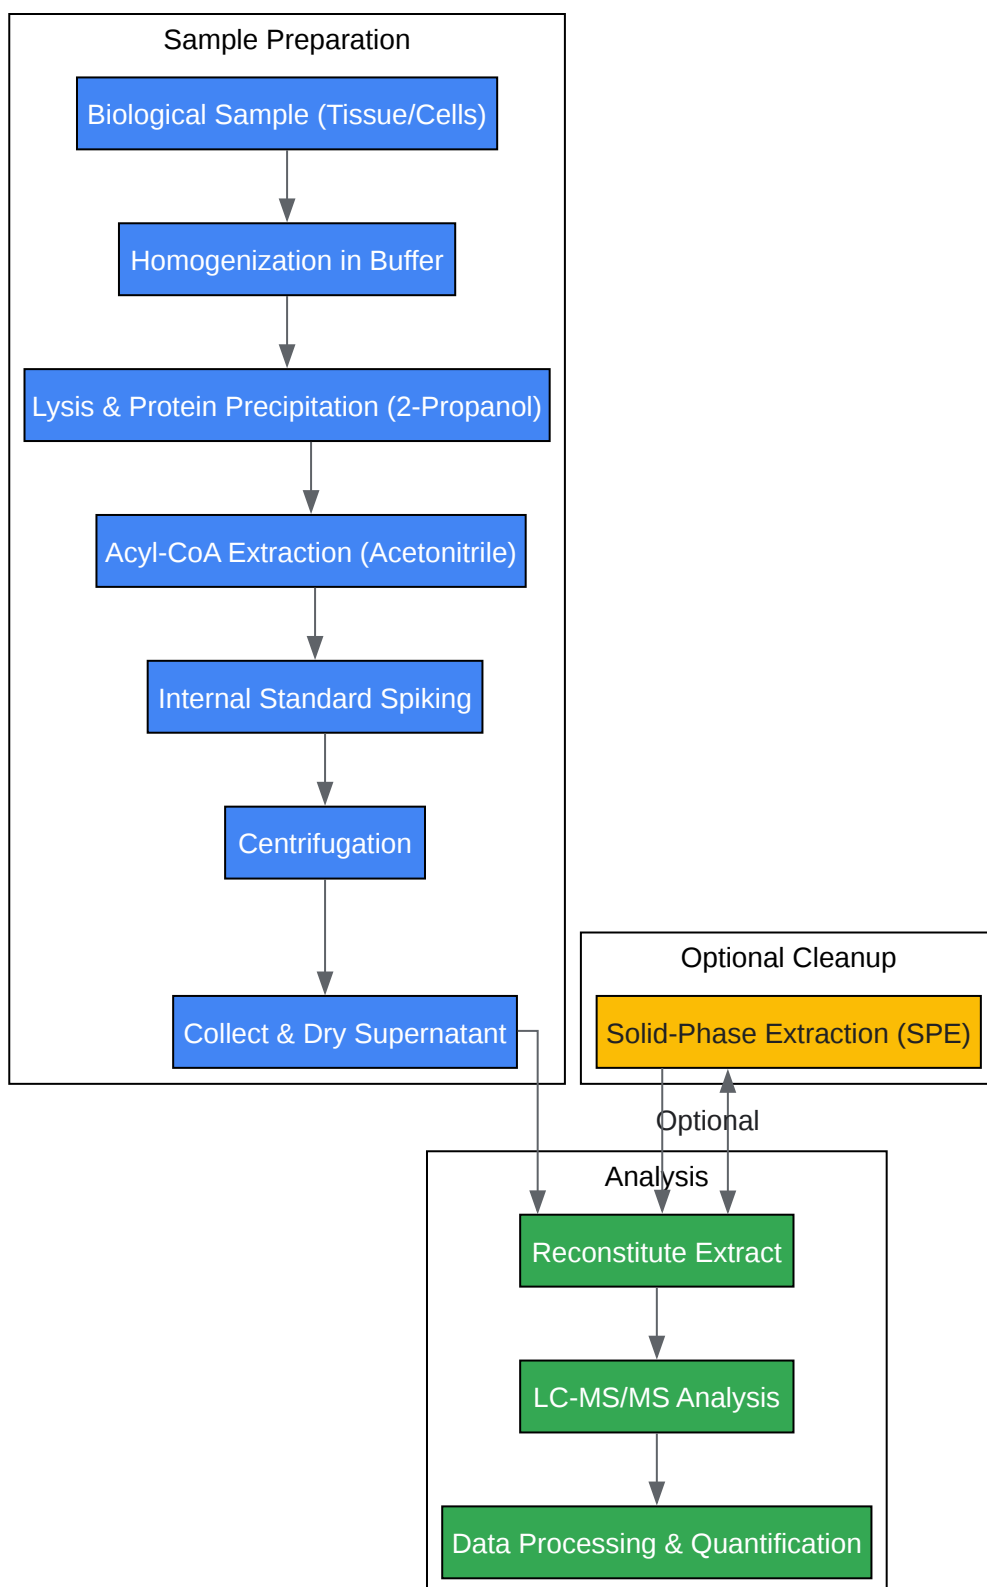 Sample Preparation
Biological Sample (Tissue/Cells)
Homogenization in Buffer
Lysis & Protein Precipitation (2-Propanol)
Acyl-CoA Extraction (Acetonitrile)
Internal Standard Spiking
Centrifugation
Collect & Dry Supernatant
Optional Cleanup
Solid-Phase Extraction (SPE)
Optional
Analysis
Reconstitute Extract
LC-MS/MS Analysis
Data Processing & Quantification